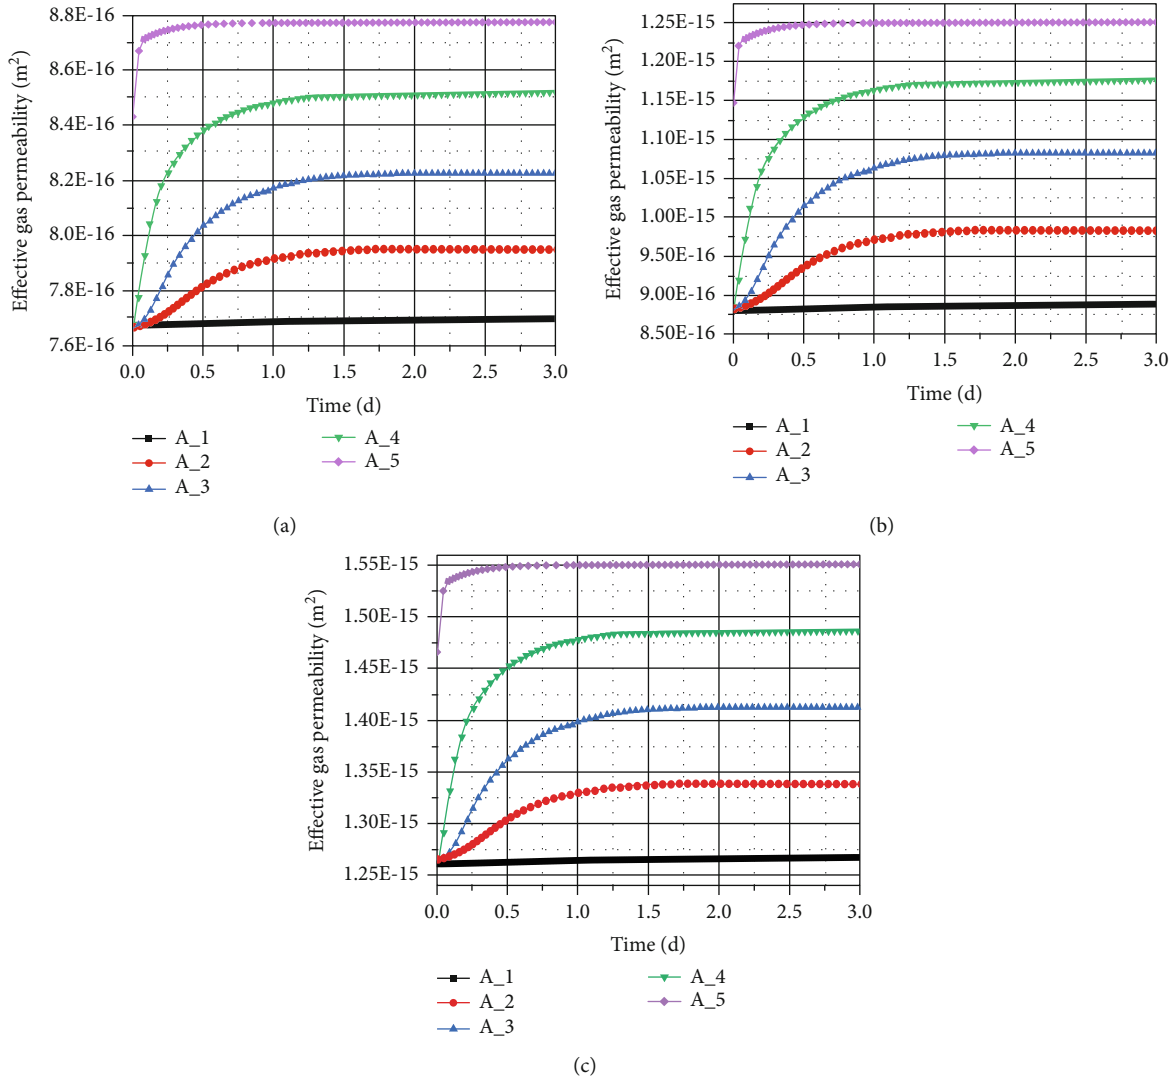 Effective gas permeability (m²)
8.8E-16
8.6E-16
8.4E-16
8.2E-16
8.0E-16
7.8E-16
7.6E-16
0.0 0.5 1.0 1.5 2.0 2.5 3.0
Time (d)
A_1 A_4
A_2 A_5
A_3
(a)
Effective gas permeability (m²)
1.25E-15
1.20E-15
1.15E-15
1.10E-15
1.05E-15
1.00E-15
9.50E-16
9.00E-16
8.50E-16
0 0.5 1.0 1.5 2.0 2.5 3.0
Time (d)
A_1 A_4
A_2 A_5
A_3
(b)
Effective gas permeability (m²)
1.55E-15
1.50E-15
1.45E-15
1.40E-15
1.35E-15
1.30E-15
1.25E-15
0.0 0.5 1.0 1.5 2.0 2.5 3.0
Time (d)
A_1 A_4
A_2 A_5
A_3
(c)